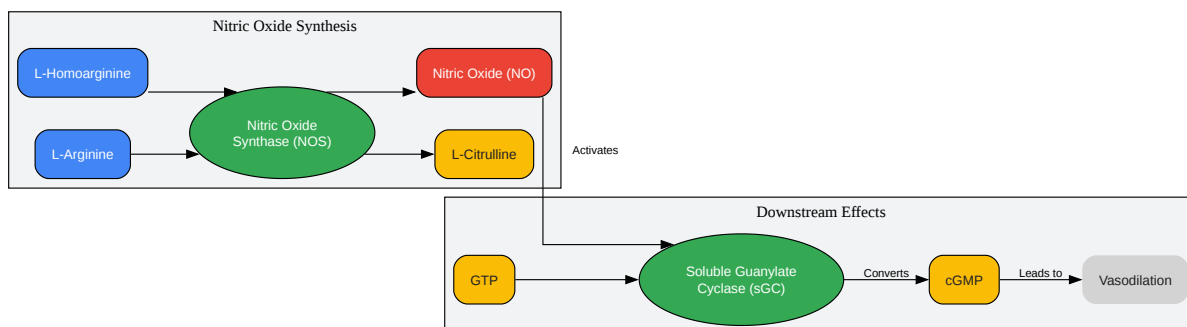 Nitric Oxide Synthesis
L-Homoarginine
Nitric Oxide (NO)
Nitric Oxide
Synthase (NOS)
L-Arginine
L-Citrulline
Activates
Downstream Effects
GTP
Soluble Guanylate
Cyclase (sGC)
Converts
cGMP
Leads to
Vasodilation